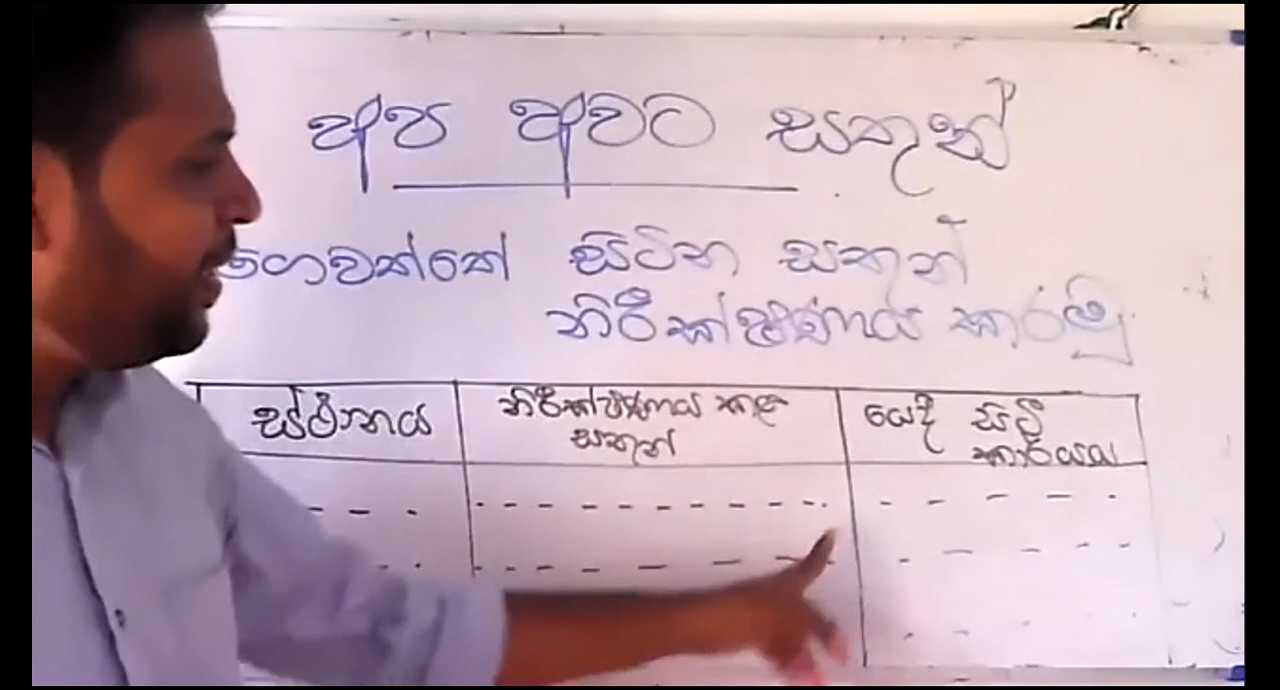 අප අවට සතුන්
ගෙවත්තේ සිටින සතුන්
නිරීක්ෂණය කරමු
ස්ථානය
නිරීක්ෂණය කළ
සතුන්
යෙදී සිටි
කාර්යය